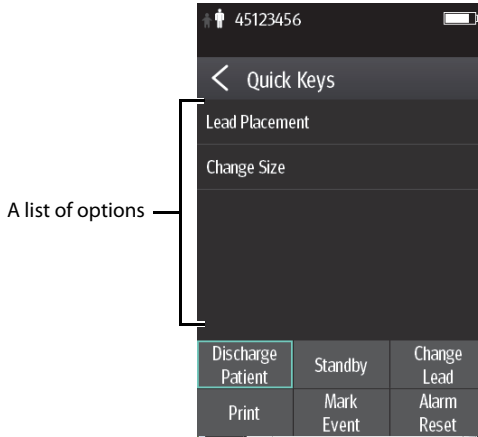 45123456
Quick Keys
Lead Placement
Change Size
A list of options
Discharge
Patient
Standby
Change
Lead
Print
Mark
Event
Alarm
Reset